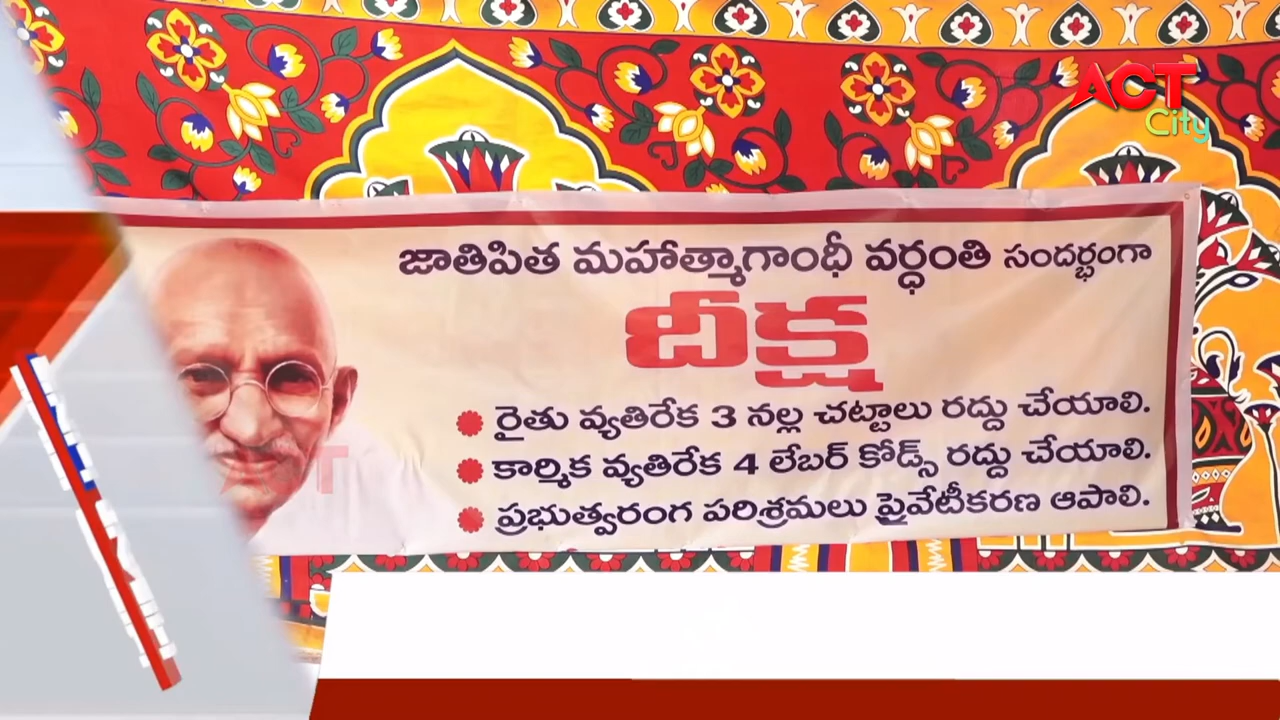 ACT
City
జాతిపిత మహాత్మాగాంధీ వర్ధంతి సందర్భంగా
దీక్ష
రైతు వ్యతిరేక 3 నల్ల చట్టాలు రద్దు చేయాలి.
కార్మిక వ్యతిరేక 4 లేబర్ కోడ్స్ రద్దు చేయాలి.
ప్రభుత్వరంగ పరిశ్రమలు ప్రైవేటీకరణ ఆపాలి.